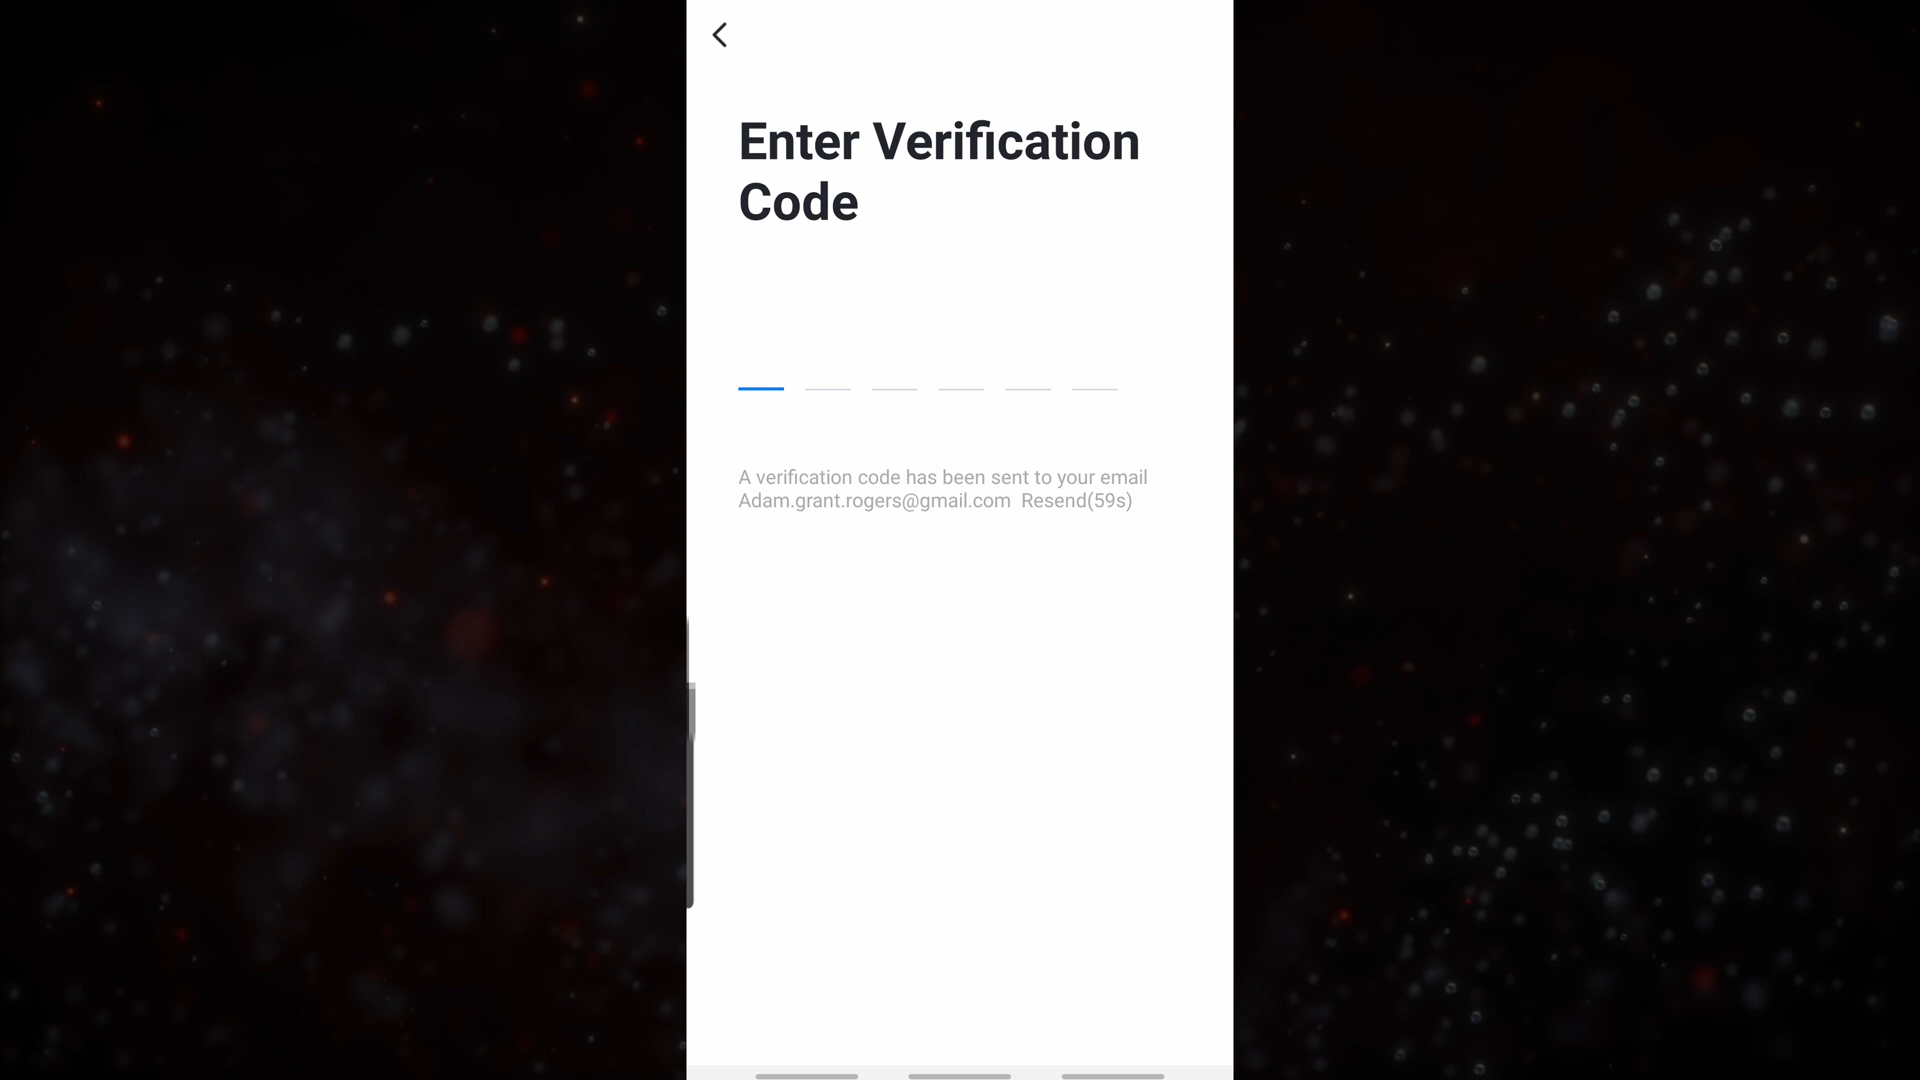 Enter Verification
Code
A verification code has been sent to your email
Adam.grant.rogers@gmail.com Resend(59s)